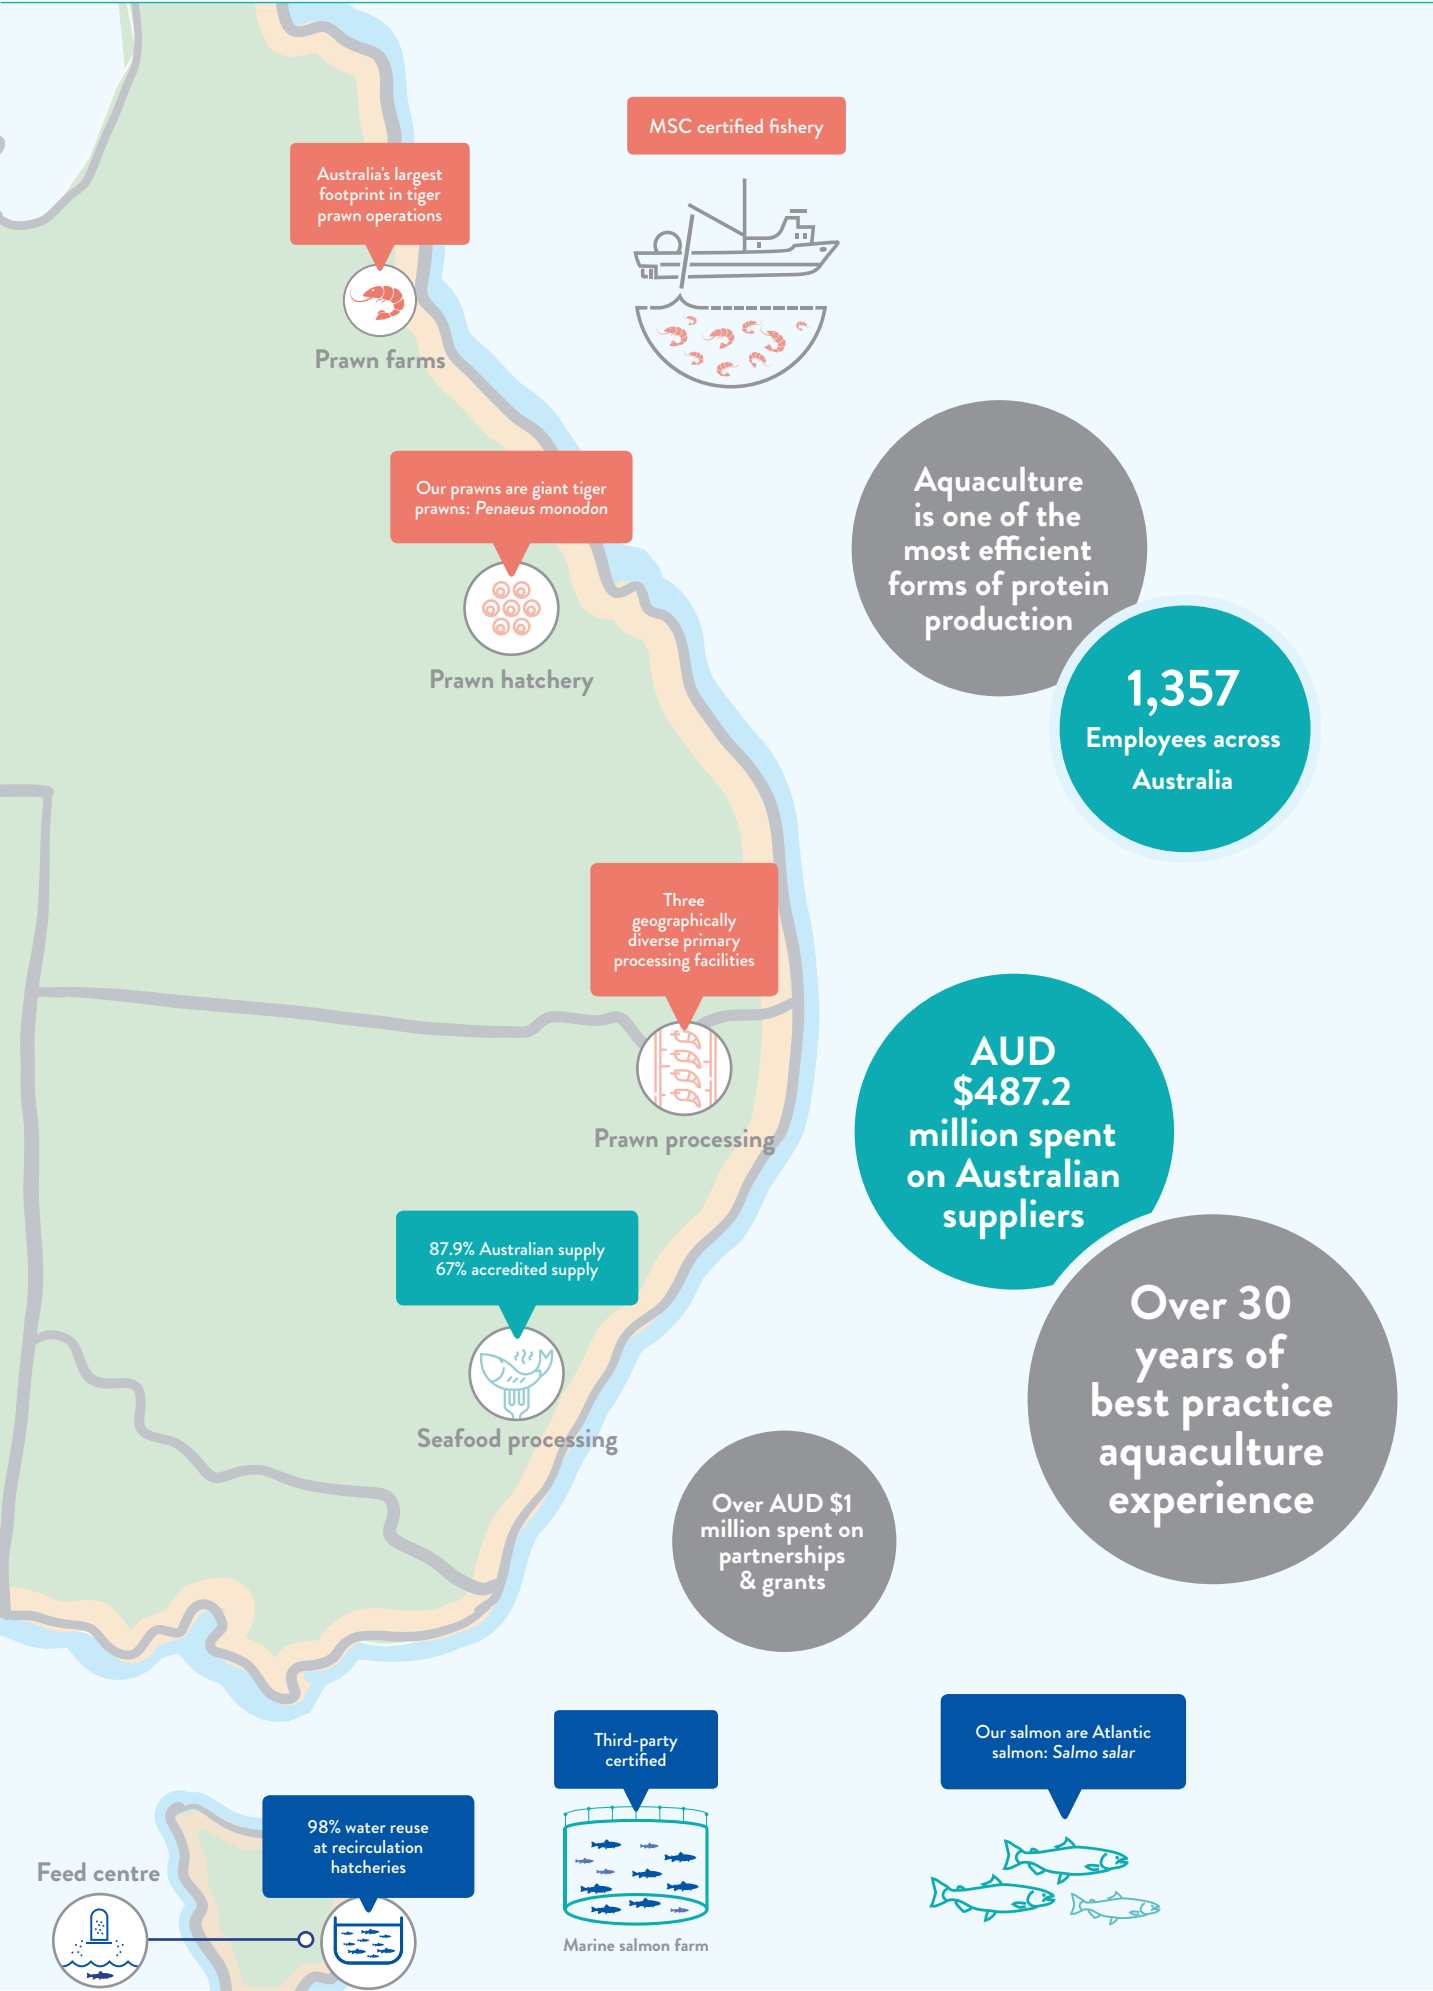 MSC certified fishery
Australia's largest
footprint in tiger
prawn operations
Prawn farms
Our prawns are giant tiger
prawns: Penaeus monodon
Prawn hatchery
Aquaculture
is one of the
most efficient
forms of protein
production
1,357
Employees across
Australia
Three
geographically
diverse primary
processing facilities
Prawn processing
AUD
$487.2
million spent
on Australian
suppliers
87.9% Australian supply
67% accredited supply
Seafood processing
Over 30
years of
best practice
aquaculture
experience
Over AUD $1
million spent on
partnerships
& grants
Third-party
certified
Marine salmon farm
Our salmon are Atlantic
salmon: Salmo salar
98% water reuse
at recirculation
hatcheries
Feed centre